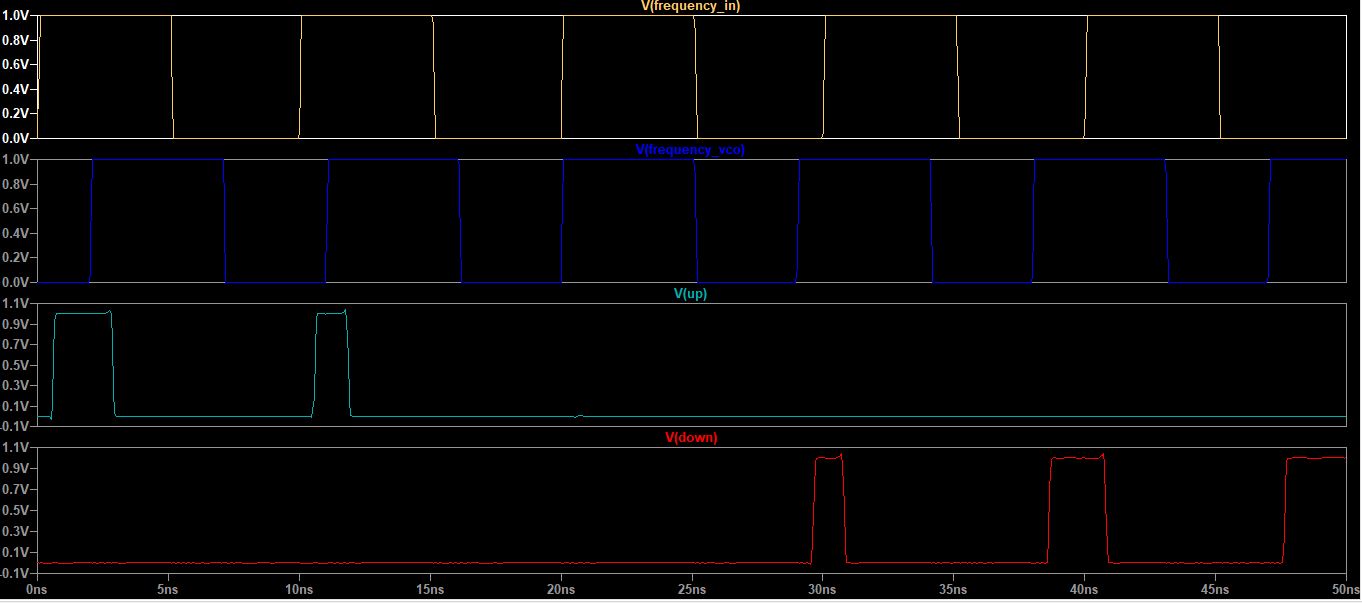 V(frequency_in)
1.0V
0.8V
0.6V
0.4V
0.2V
0.0V
V(frequency_vco)
1.0V
0.8V
0.6V
0.4V
0.2V
0.0V
V(up)
1.1V
0.9V
0.7V
0.5V
0.3V
0.1V
-0.1V
V(down)
1.1V
0.9V
0.7V
0.5V
0.3V
0.1V
-0.1V
0ns 5ns 10ns 15ns 20ns 25ns 30ns 35ns 40ns 45ns 50ns